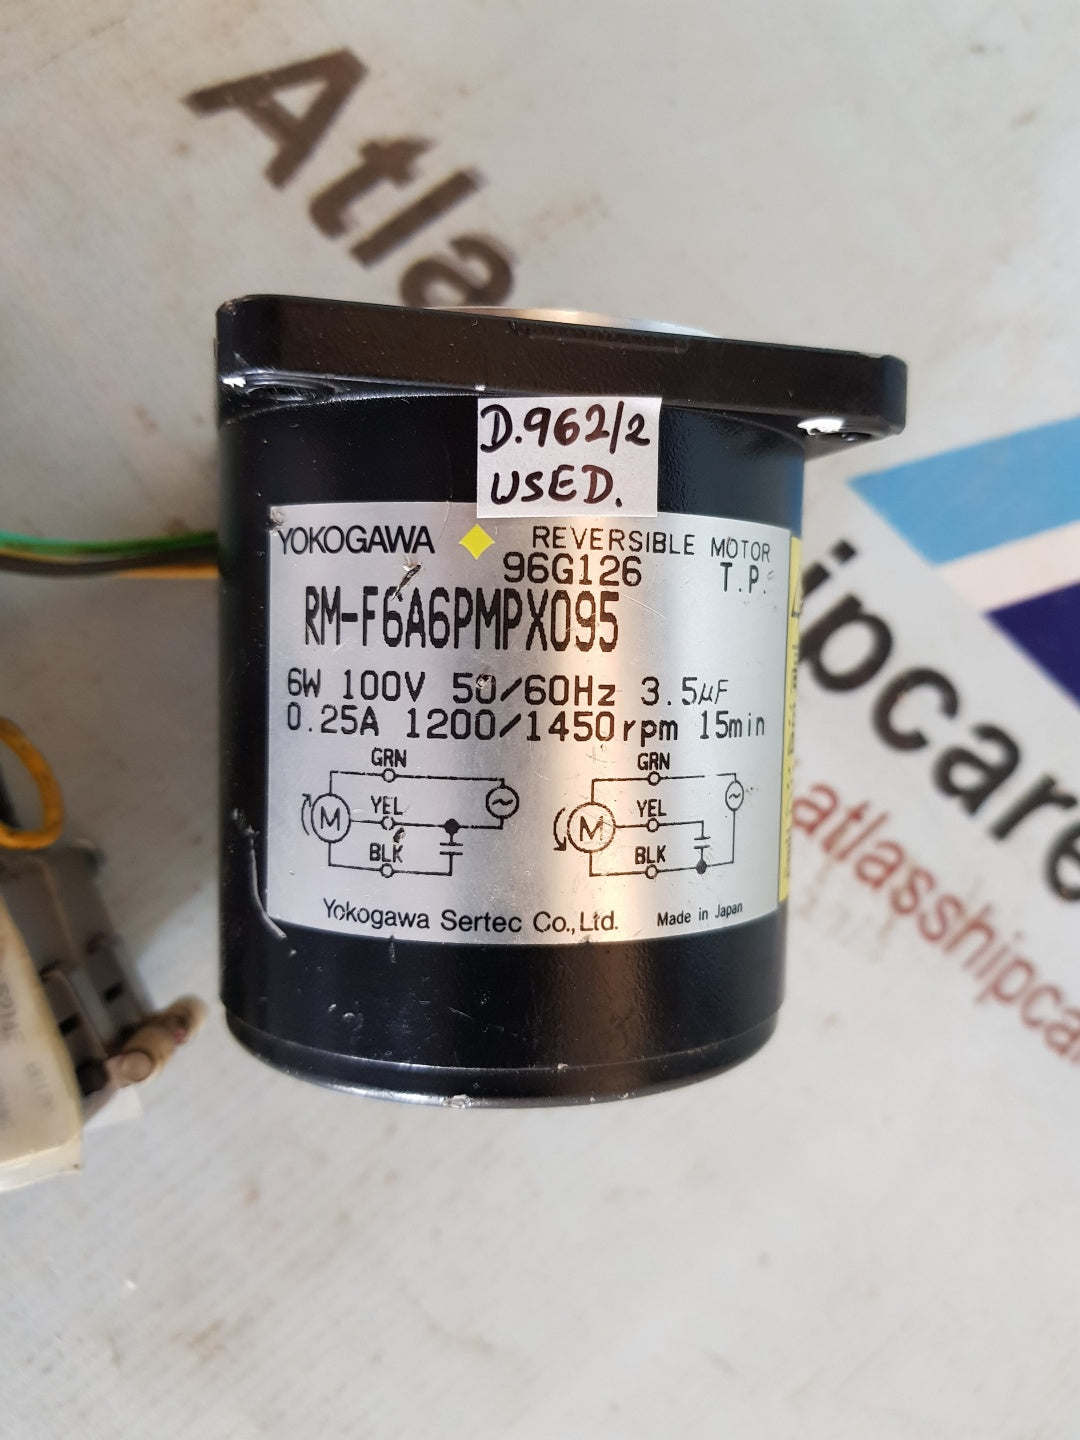 Atla
D.962/2
USED.
YOKOGAWA REVERSIBLE MOTOR
96G126 T.P.
RM-F6A6PMPX095
6W 100V 50/60Hz 3.5μF
0.25A 1200/1450rpm 15min
GRN GRN
YEL YEL
M ~ M ~
BLK BLK
Yokogawa Sertec Co., Ltd. Made in Japan
ipcare
atlasshipcar